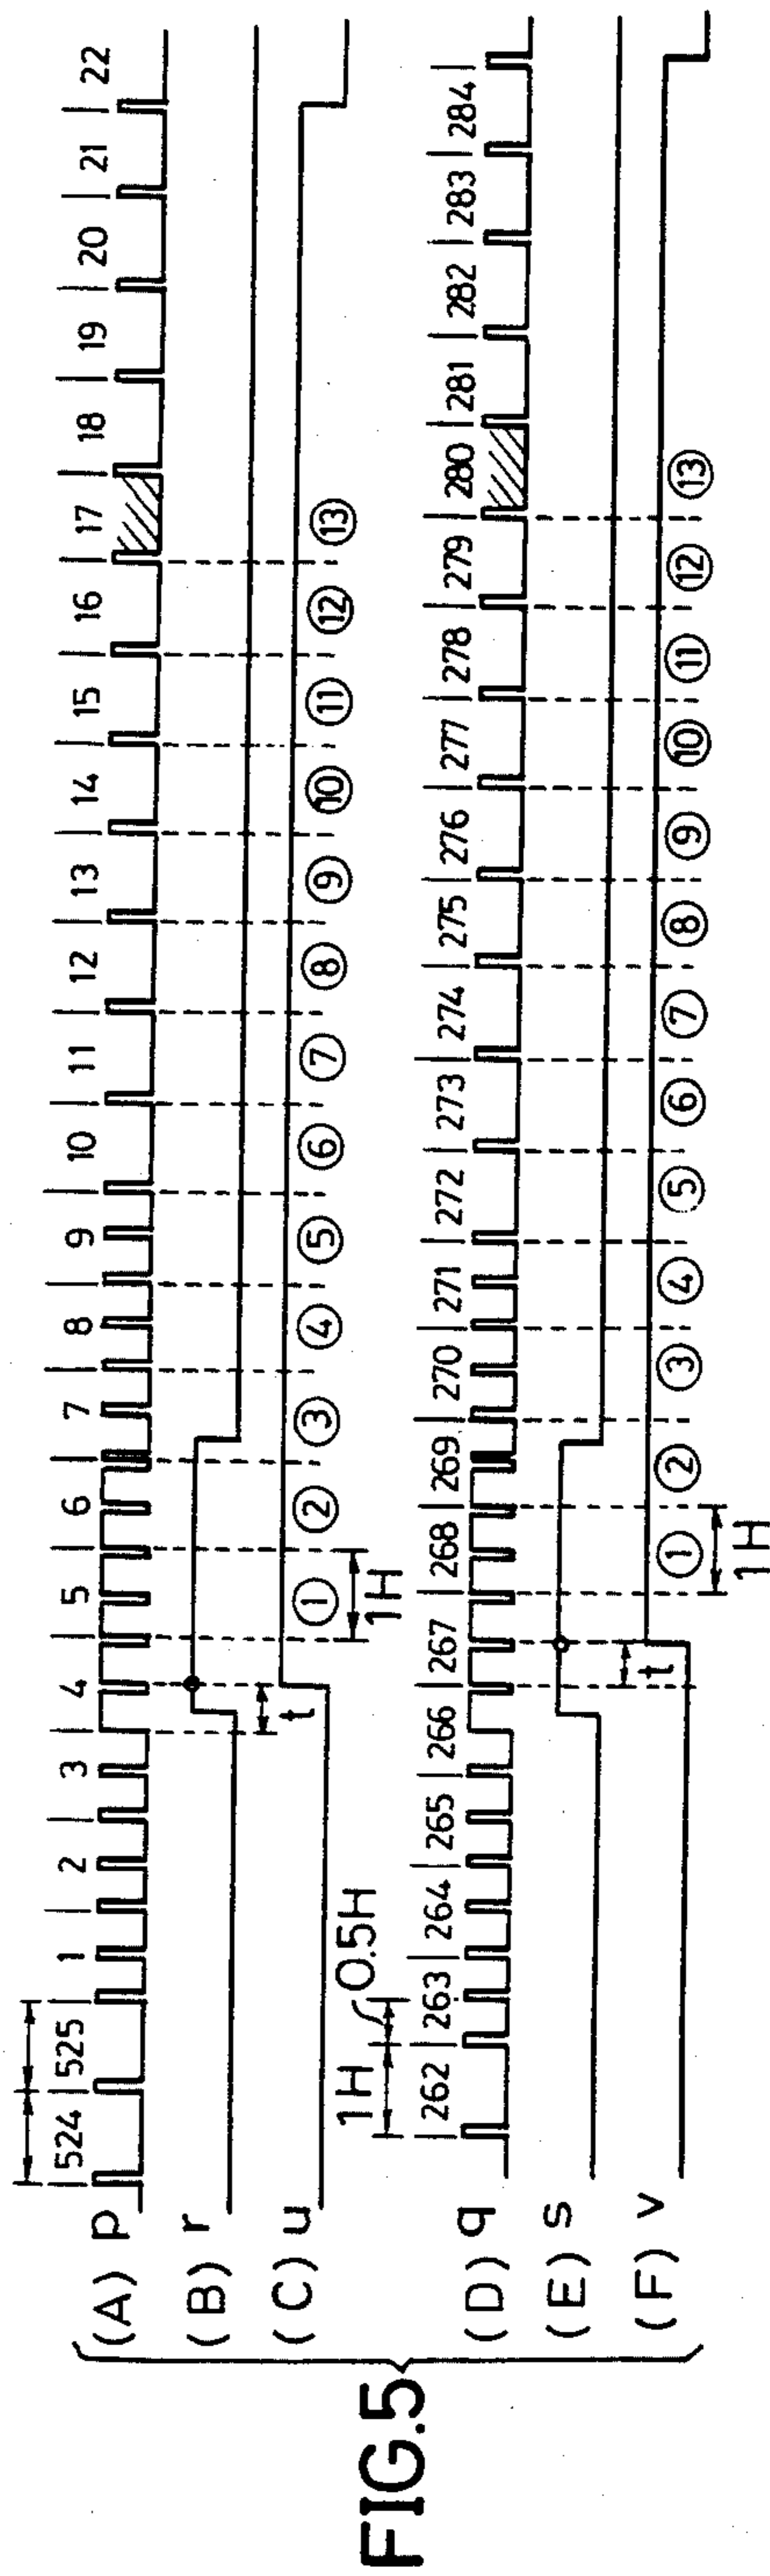 FIG.5
(A) p
524 525 1 2 3 4 5 6 7 8 9 10 11 12 13 14 15 16 17 18 19 20 21 22
(B) r
t
(C) u
① ② ③ ④ ⑤ ⑥ ⑦ ⑧ ⑨ ⑩ ⑪ ⑫ ⑬
1H
1H 0.5H
(D) q
262 263 264 265 266 267 268 269 270 271 272 273 274 275 276 277 278 279 280 281 282 283 284
(E) s
t
(F) v
① ② ③ ④ ⑤ ⑥ ⑦ ⑧ ⑨ ⑩ ⑪ ⑫ ⑬
1H